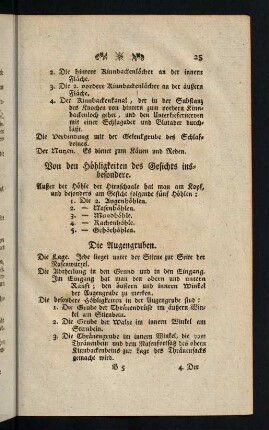 25
2. Die hintere Kinnbackenlöcher an der innern
Fläche.
3. Die 2. vordere Kinnbackenlöcher an der äußern
Fläche.
4. Der Kinnbackenkanal, der in der Substanz
des Knochen von hintern zum vordern Kinn
backenloch gehet, und den Unterkiefernerven
mit einer Schlagader und Blutader durch-
läßt.
Die Verbindung mit der Gelenkgrube des Schlaf-
beines.
Der Nutzen. Es dienet zum Käuen und Reden.
Von den Höhligkeiten des Gesichts ins-
besondere.
Außer der Höhle der Hirnschaale hat man am Kopf,
und besonders am Gesicht folgende fünf Höhlen:
1. Die 2. Augenhöhlen.
2. — Nasenhöhlen.
3. — Mundhöhle.
4. — Rachenhöhle.
5. — Gehörhöhlen.
Die Augengruben.
Die Lage. Jede lieget unter der Stirne zur Seite der
Nasenwurzel.
Die Abtheilung in den Grund und in den Eingang.
Im Eingang hat man den obern und untern
Rand; den äußern und innern Winkel
der Augengrube zu merken.
Die besondere Höhligkeiten in der Augengrube sind:
1. Die Grube der Thränendrüse im äußern Win-
kel am Stirnbein.
2. Die Grube der Walze im innern Winkel am
Stirnbein.
3. Die Thränengrube im innern Winkel, die vom
Thränenbein und dem Nasenfortsatz des obern
Kinnbackenbeins zur Lage des Thränensacks
gemacht wird.
B 5 4. Der